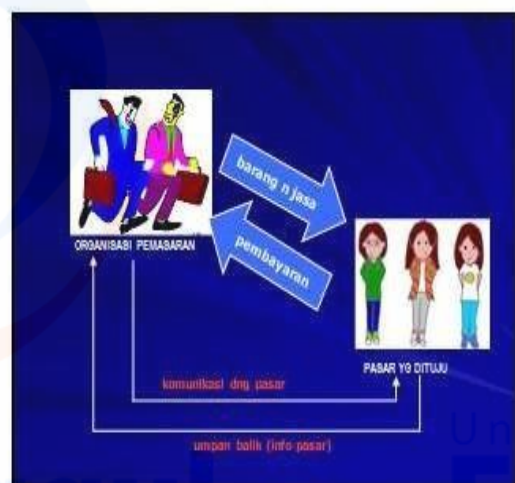 barang n jasa
pembayaran
ORGANISASI PEMASARAN
PASAR YG DITUJU
komunikasi dng pasar
umpan balik (info pasar)